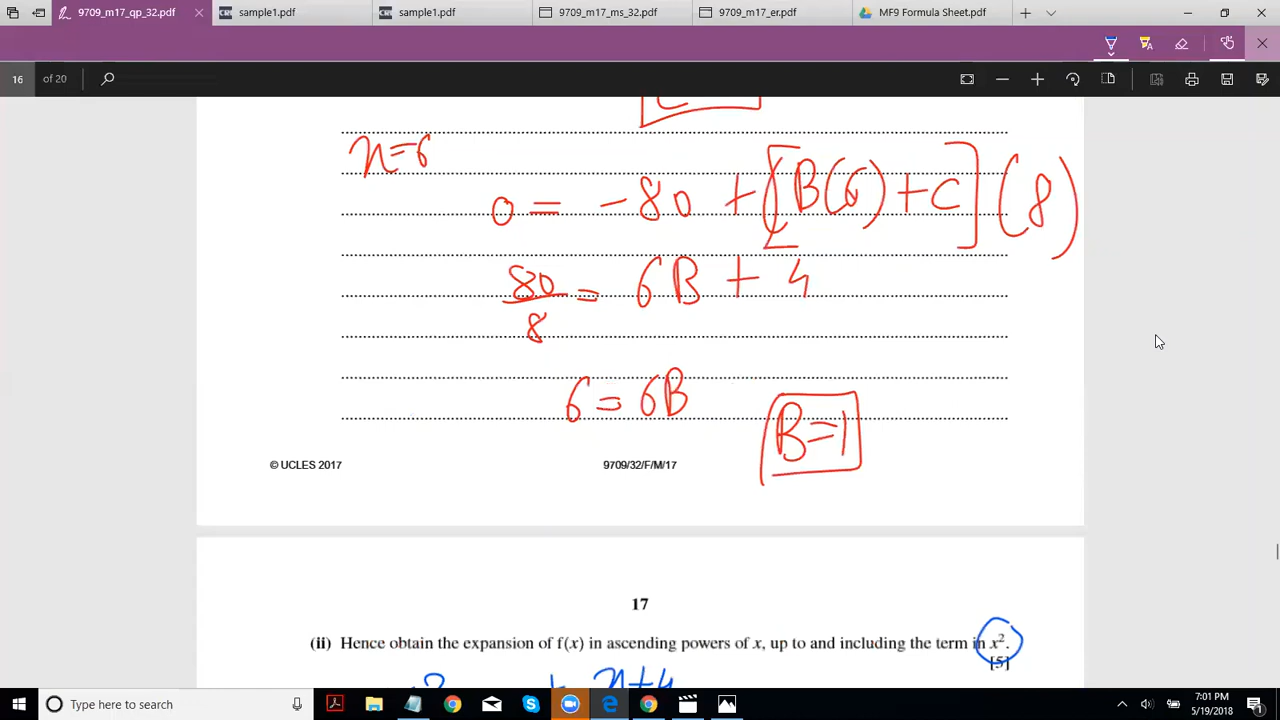 9709_m17_qp_32.pdf
sample1.pdf
sample1.pdf
9709_m17_ms_32.pdf
9709_m17_er.pdf
MF9 Formula Sheet.pdf
16 of 20
x=6
0 = -80 + [B(6) + C] (8)
80/8 = 6B + 4
6 = 6B
B=1
© UCLES 2017
9709/32/F/M/17
17
(ii) Hence obtain the expansion of f(x) in ascending powers of x, up to and including the term in x².
[5]
x+4
Type here to search
7:01 PM
5/19/2018